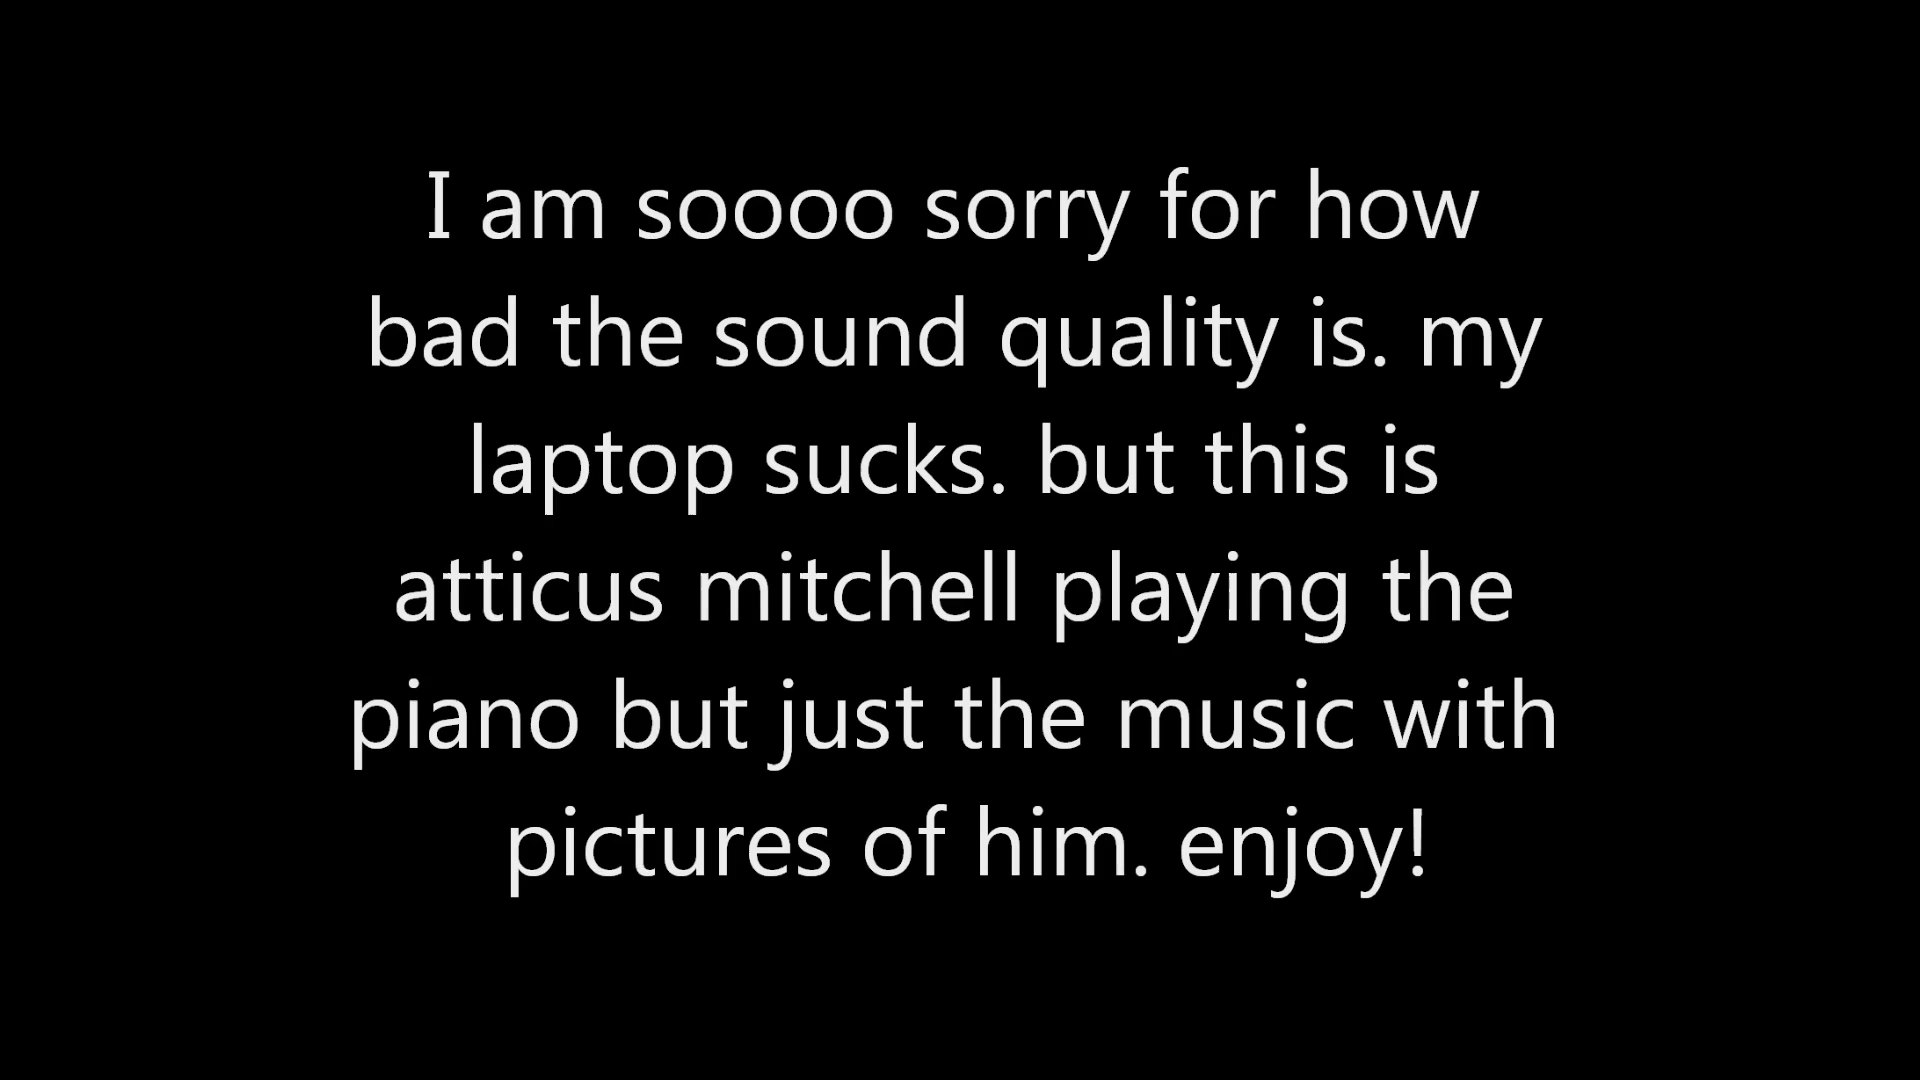 I am soooo sorry for how
bad the sound quality is. my
laptop sucks. but this is
atticus mitchell playing the
piano but just the music with
pictures of him. enjoy!